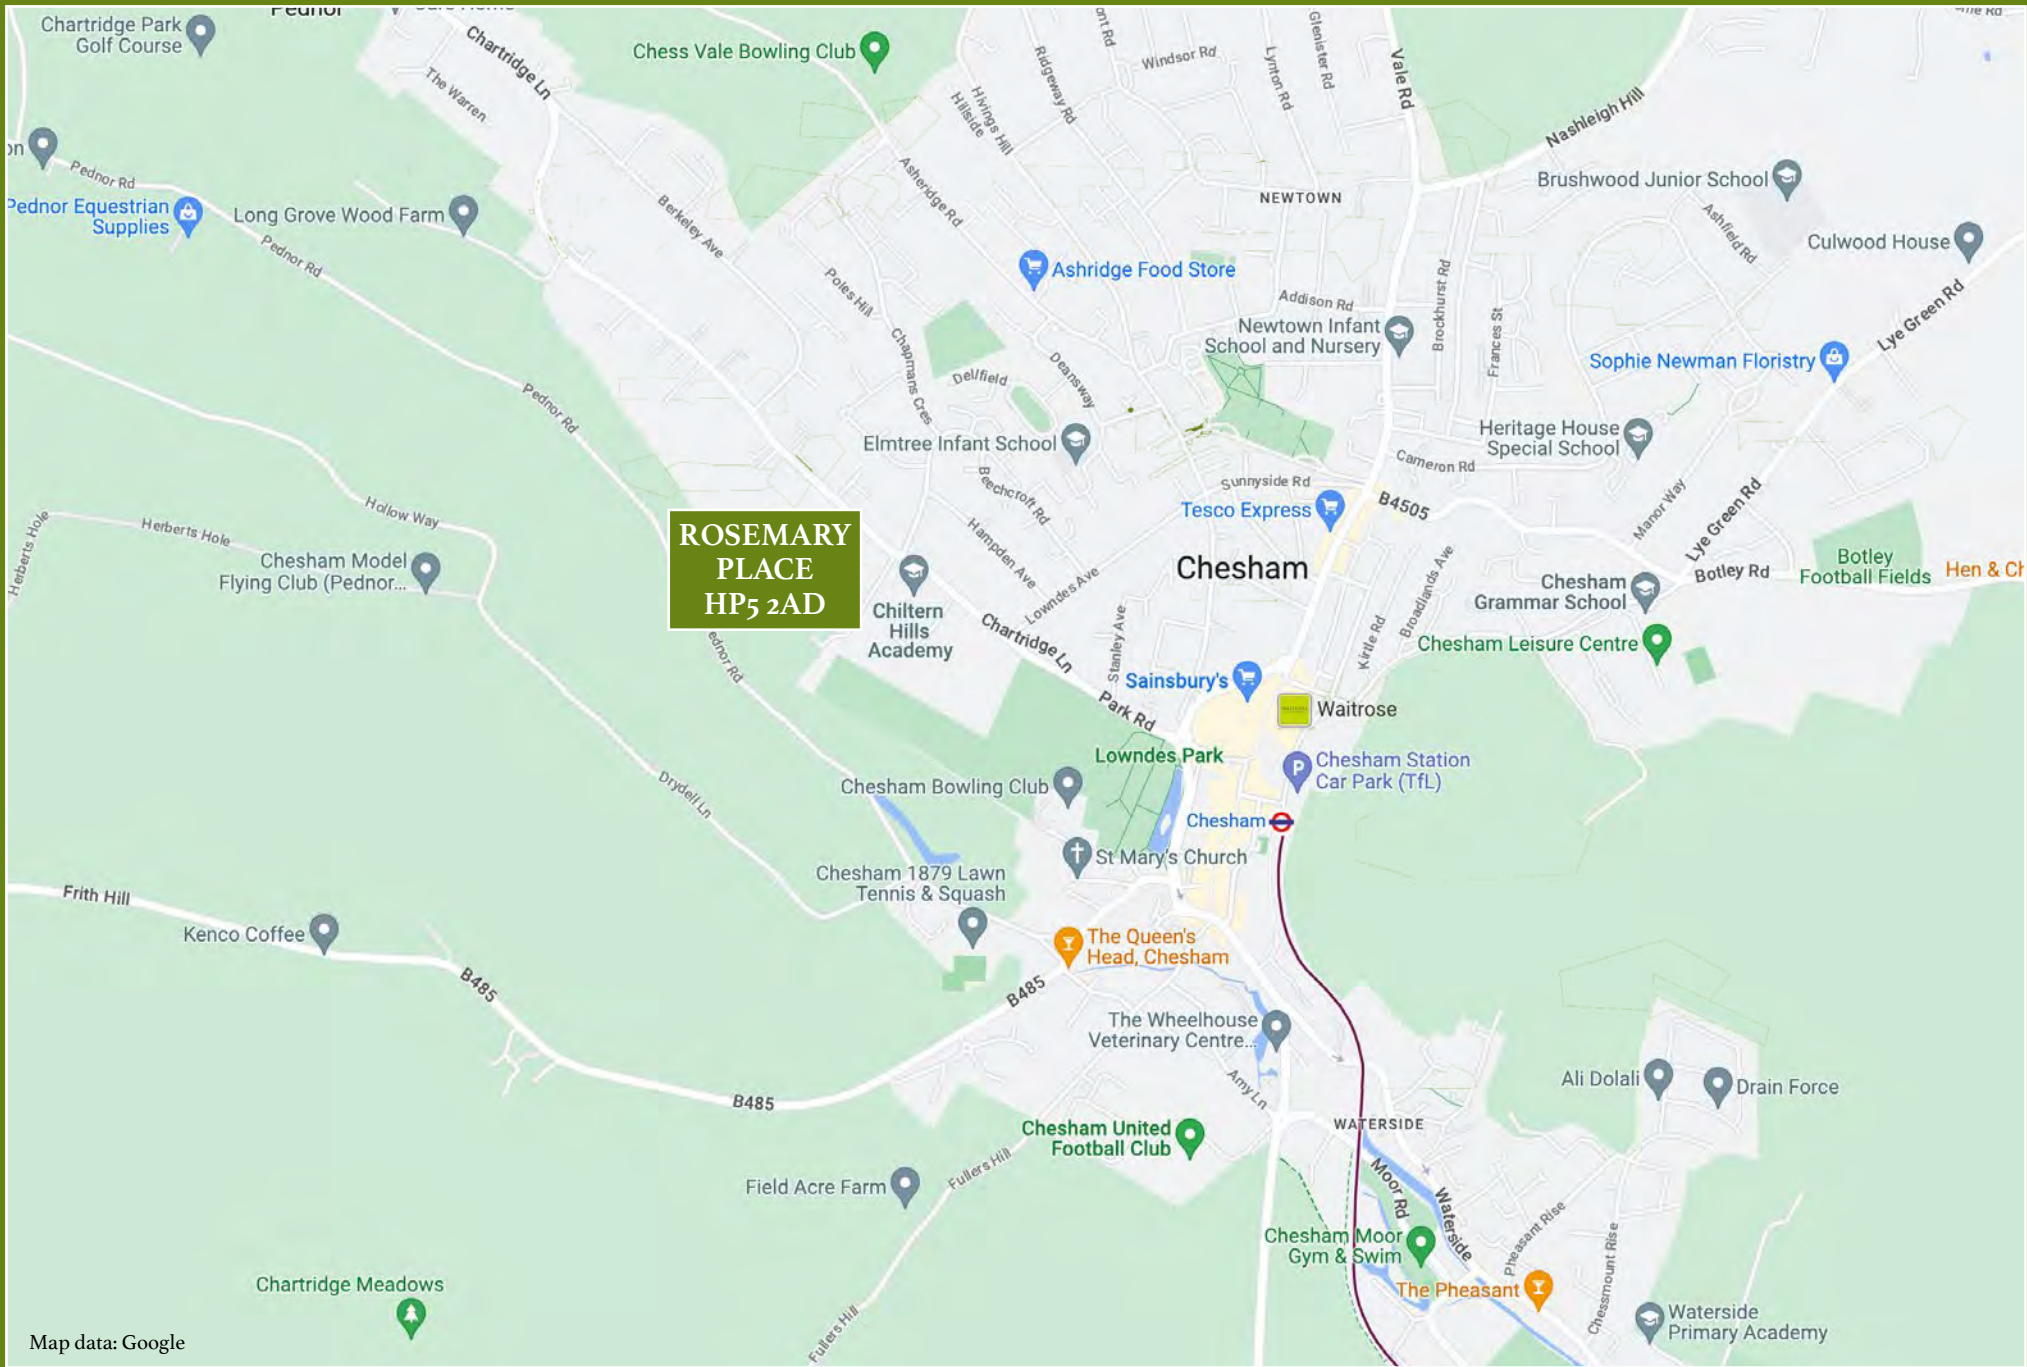 Pednor
Chartridge Park
Golf Course
Chartridge Ln
The Warren
Chess Vale Bowling Club
Hivings Hill
Hillside
Ridgeway Rd
Windsor Rd
Lynton Rd
Glenister Rd
Vale Rd
Nashleigh Hill
Pednor Rd
Pednor Equestrian
Supplies
Long Grove Wood Farm
Pednor Rd
Berkeley Ave
Asheridge Rd
NEWTOWN
Brushwood Junior School
Ashfield Rd
Culwood House
Poles Hill
Ashridge Food Store
Addison Rd
Newtown Infant
School and Nursery
Brockhurst Rd
Frances St
Lye Green Rd
Sophie Newman Floristry
Chapmans Cres
Dellfield
Deansway
Pednor Rd
Elmtree Infant School
Heritage House
Special School
Cameron Rd
Beechcroft Rd
Sunnyside Rd
Tesco Express
B4505
Manor Way
Lye Green Rd
Hollow Way
Herberts Hole
Herberts Hole
Chesham Model
Flying Club (Pednor...
ROSEMARY
PLACE
HP5 2AD
Hampden Ave
Lowndes Ave
Chesham
Broadlands Ave
Botley Rd
Botley
Football Fields
Hen & Ch
Chesham
Grammar School
Chiltern
Hills
Academy
Chartridge Ln
Stanley Ave
Kirtle Rd
Chesham Leisure Centre
ednor Rd
Sainsbury's
Park Rd
Waitrose
Lowndes Park
Chesham Station
Car Park (TfL)
Drydell Ln
Chesham Bowling Club
Chesham
St Mary's Church
Chesham 1879 Lawn
Tennis & Squash
Frith Hill
Kenco Coffee
The Queen's
Head, Chesham
B485
B485
The Wheelhouse
Veterinary Centre...
Amy Ln
Ali Dolali
Drain Force
B485
Chesham United
Football Club
WATERSIDE
Field Acre Farm
Fullers Hill
Moor Rd
Waterside
Pheasant Rise
Chessmount Rise
Chesham Moor
Gym & Swim
The Pheasant
Chartridge Meadows
Fullers Hill
Waterside
Primary Academy
Map data: Google